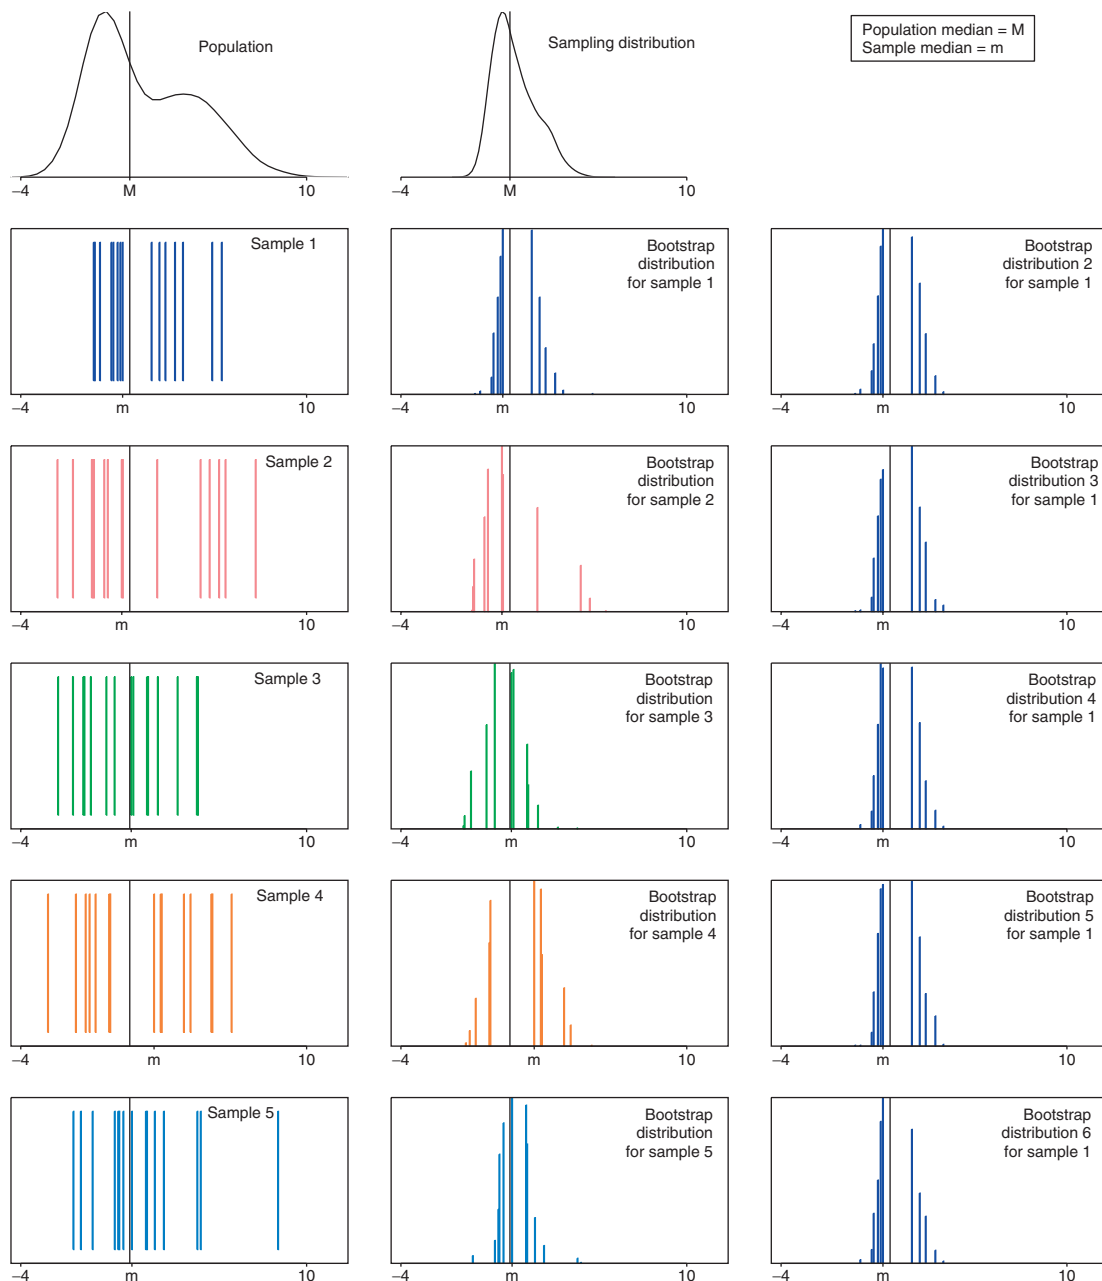 Population
Sampling distribution
Population median = M
Sample median = m
−4 M 10
−4 M 10
Sample 1
Bootstrap
distribution
for sample 1
Bootstrap
distribution 2
for sample 1
−4 m 10
−4 m 10
−4 m 10
Sample 2
Bootstrap
distribution
for sample 2
Bootstrap
distribution 3
for sample 1
−4 m 10
−4 m 10
−4 m 10
Sample 3
Bootstrap
distribution
for sample 3
Bootstrap
distribution 4
for sample 1
−4 m 10
−4 m 10
−4 m 10
Sample 4
Bootstrap
distribution
for sample 4
Bootstrap
distribution 5
for sample 1
−4 m 10
−4 m 10
−4 m 10
Sample 5
Bootstrap
distribution
for sample 5
Bootstrap
distribution 6
for sample 1
−4 m 10
−4 m 10
−4 m 10